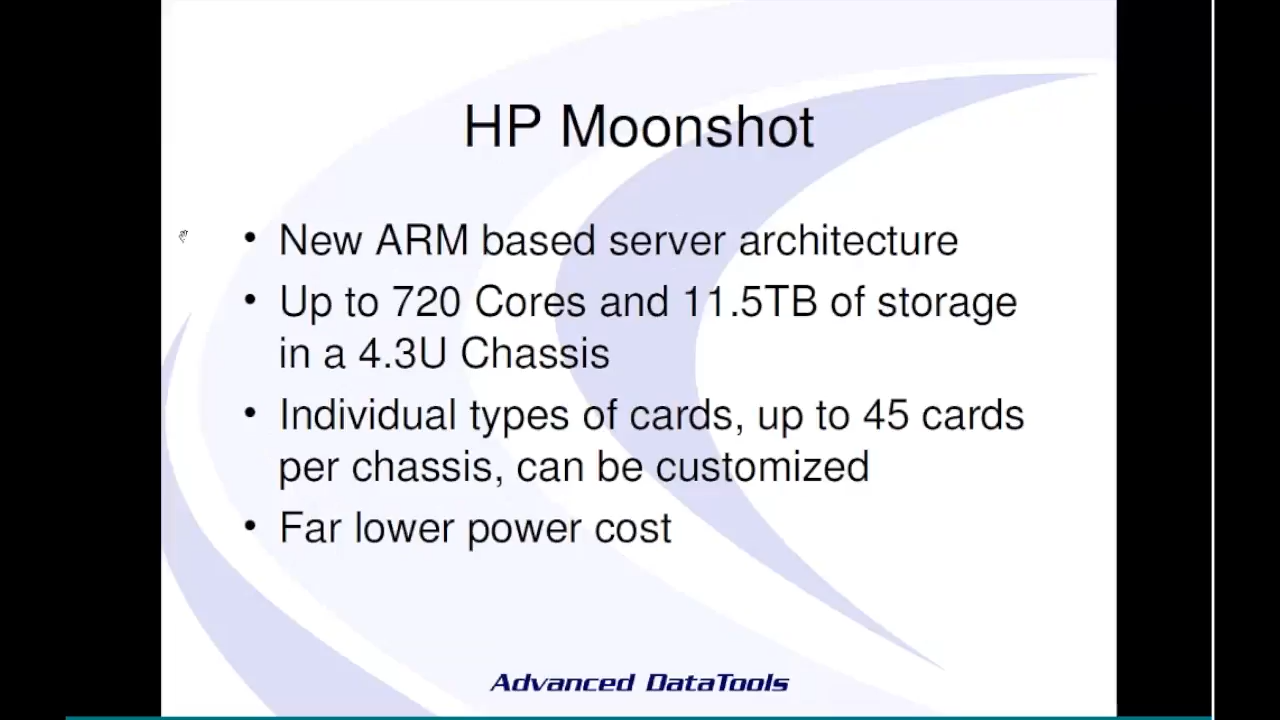 HP Moonshot
• New ARM based server architecture
• Up to 720 Cores and 11.5TB of storage
in a 4.3U Chassis
• Individual types of cards, up to 45 cards
per chassis, can be customized
• Far lower power cost
Advanced DataTools